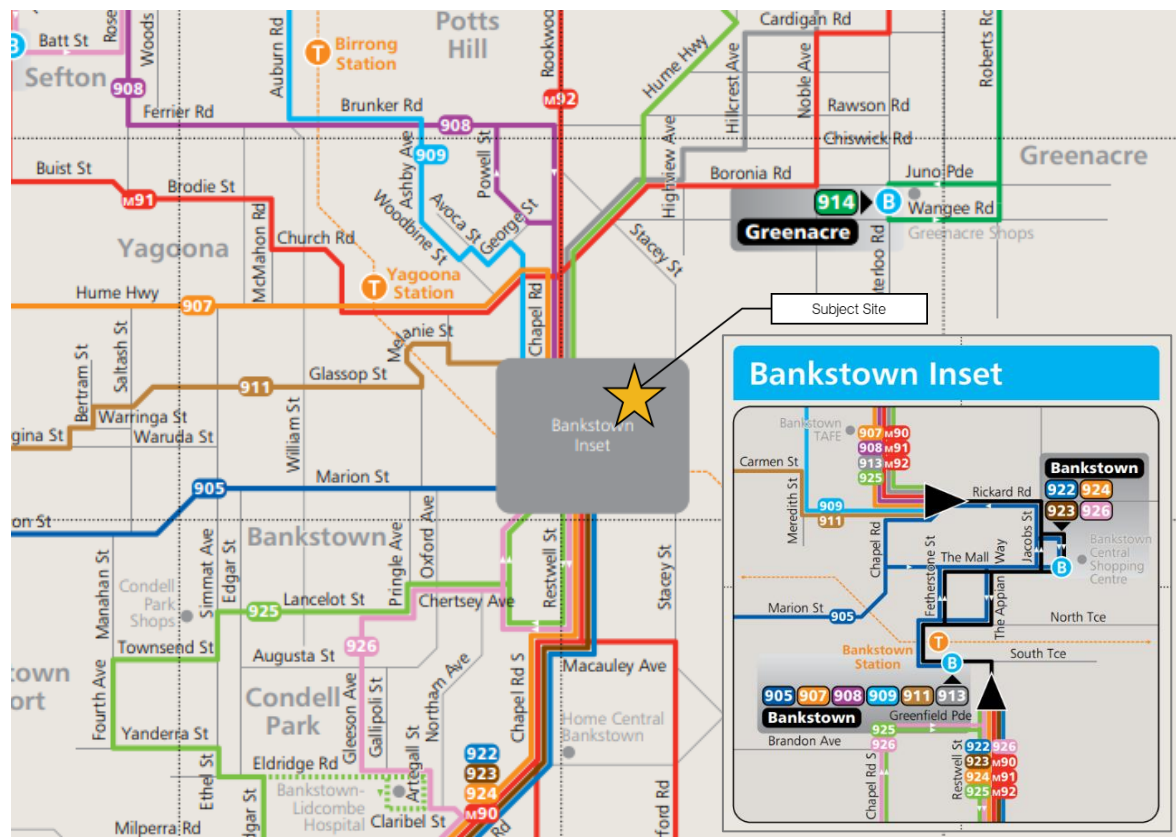 Batt St
Rose
Woods
B
Sefton
908
Auburn Rd
T
Birrong
Station
Potts
Hill
Rookwoo
M92
Hume Hwy
Cardigan Rd
Hillcrest Ave
Noble Ave
Roberts Rd
Rawson Rd
Chiswick Rd
Ferrier Rd
Brunker Rd
908
909
Ashby Ave
Powell St
Highview Ave
Boronia Rd
Greenacre
Juno Pde
914
B
Wangee Rd
Greenacre
Greenacre Shops
terloo Rd
Buist St
M91
Brodie St
McMahon Rd
Church Rd
Yagoona
Woodbine St
Avoca St
George St
Stacey St
T
Yagoona
Station
Hume Hwy
907
Chapel Rd
Subject Site
Saltash St
Bertram St
Melanie St
Glassop St
911
Warringa St
gina St
Waruda St
William St
Bankstown
Inset
Marion St
905
on St
Bankstown
Manahan St
Simmat Ave
Edgar St
Pringle Ave
Oxford Ave
Restwell St
Stacey St
Condell
Park
Shops
Lancelot St
925
Chertsey Ave
926
Townsend St
Augusta St
Macauley Ave
town
ort
Fourth Ave
Condell
Park
Gleeson Ave
Gallipoli St
Northam Ave
Chapel Rd S
Home Central
Bankstown
Yanderra St
Ethel St
Eldridge Rd
Bankstown-
Lidcombe
Hospital
Artegall St
Claribel St
922
923
924
M90
Milperra Rd
dgar St
Rd
fford Rd
Bankstown Inset
Bankstown
TAFE
907 M90
908 M91
913 M92
925
Carmen St
Meredith St
909
911
Rickard Rd
Bankstown
922 924
923 926
Chapel Rd
Jacobs St
Bankstown
Central
Shopping
Centre
B
The Mall
Fetherstone St
The Appian Way
Marion St
905
North Tce
T
Bankstown
Station
South Tce
B
905 907 908 909 911 913
Bankstown
Greenfield Pde
925
926
Brandon Ave
Chapel Rd S
Restwell St
922 926
923 M90
924 M91
925 M92